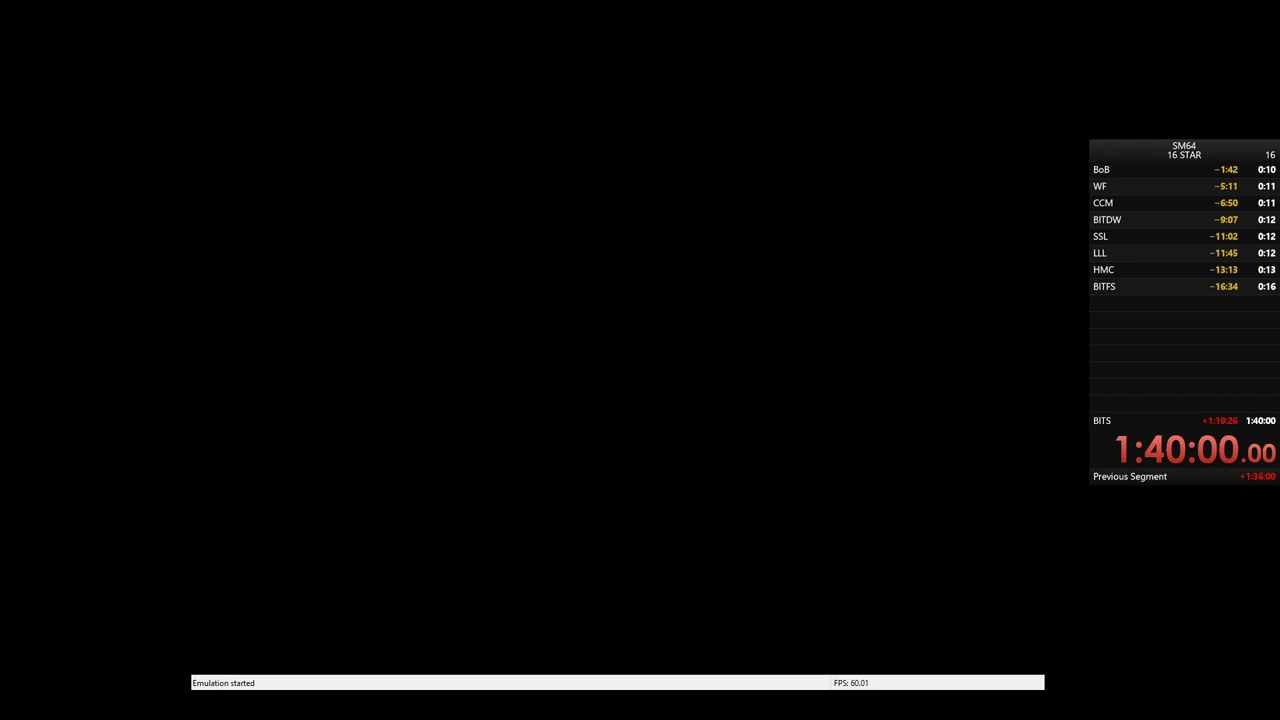 SM64
16 STAR 16
BoB −1:42 0:10
WF −5:11 0:11
CCM −6:50 0:11
BITDW −9:07 0:12
SSL −11:02 0:12
LLL −11:45 0:12
HMC −13:13 0:13
BITFS −16:34 0:16
BITS +1:19:26 1:40:00
1:40:00.00
Previous Segment +1:36:00
Emulation started FPS: 60.01